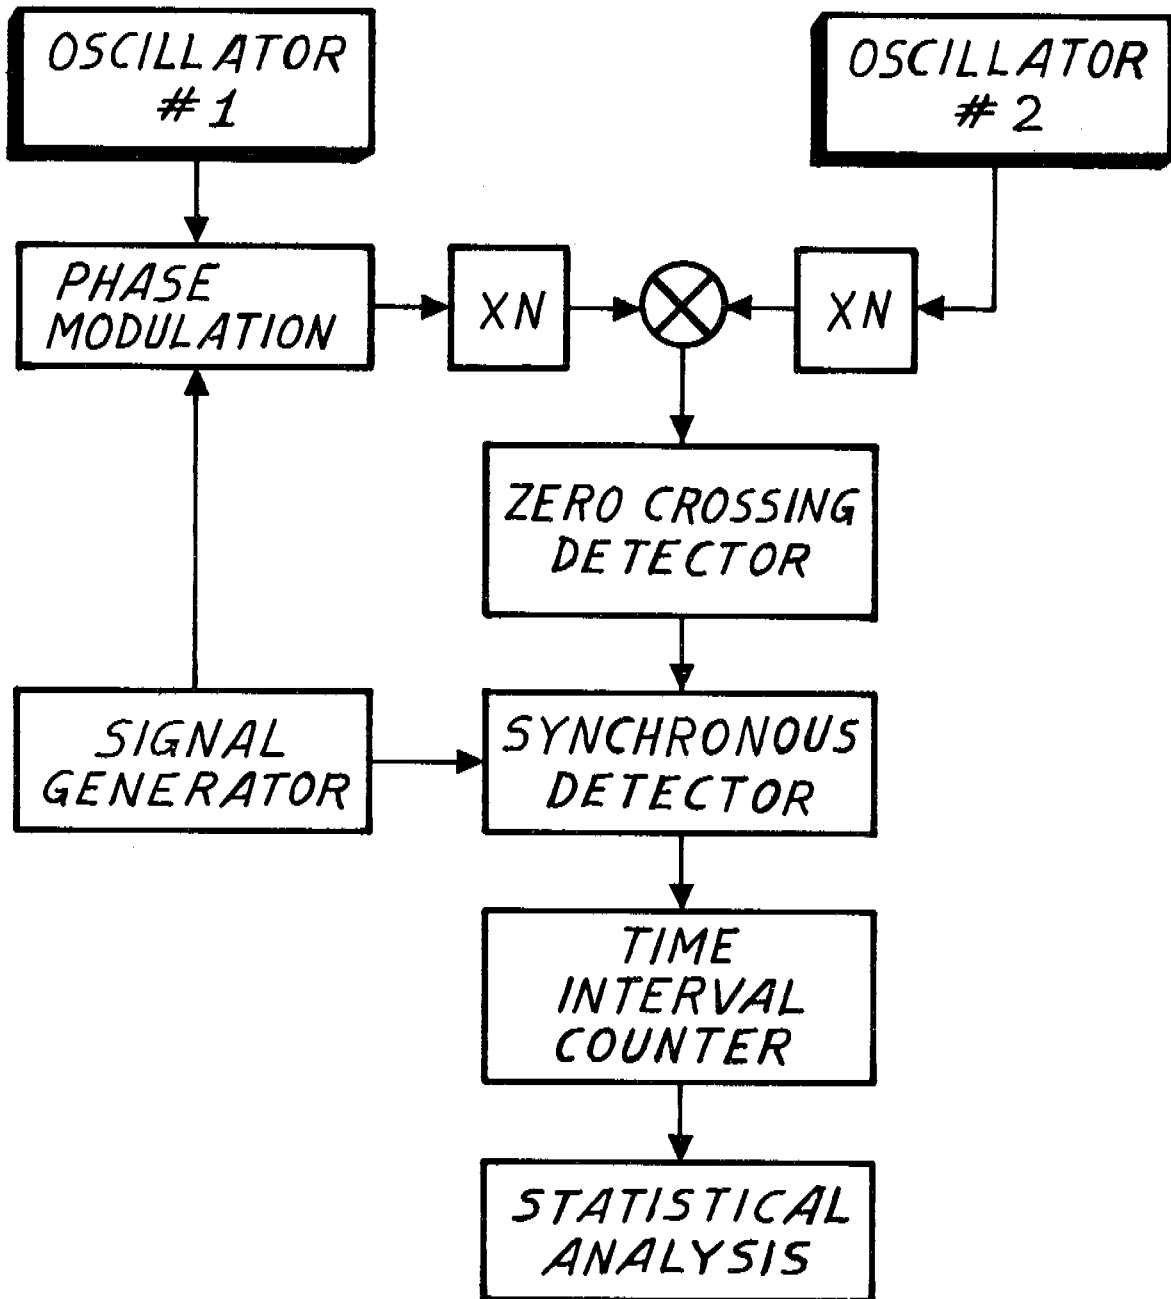 OSCILLATOR
#1
OSCILLATOR
#2
PHASE
MODULATION
XN
XN
ZERO CROSSING
DETECTOR
SIGNAL
GENERATOR
SYNCHRONOUS
DETECTOR
TIME
INTERVAL
COUNTER
STATISTICAL
ANALYSIS